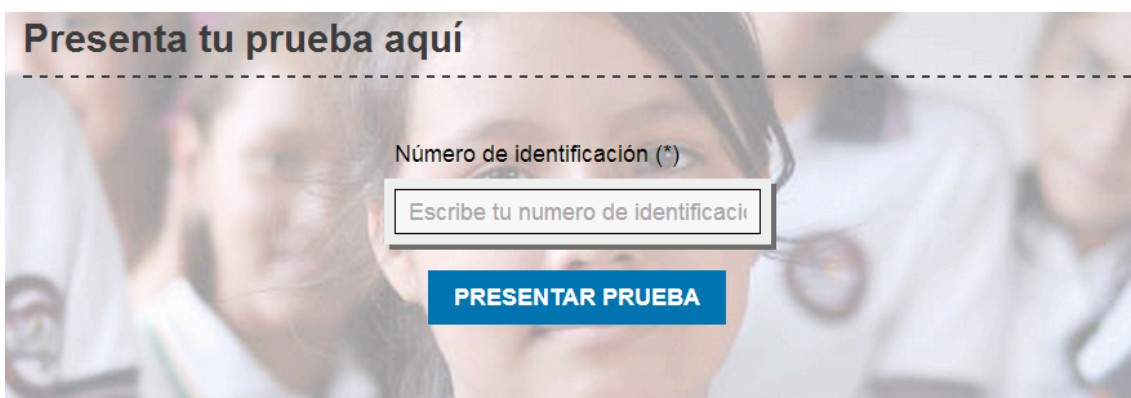 Presenta tu prueba aquí
Número de identificación (*)
Escribe tu numero de identificaci
PRESENTAR PRUEBA